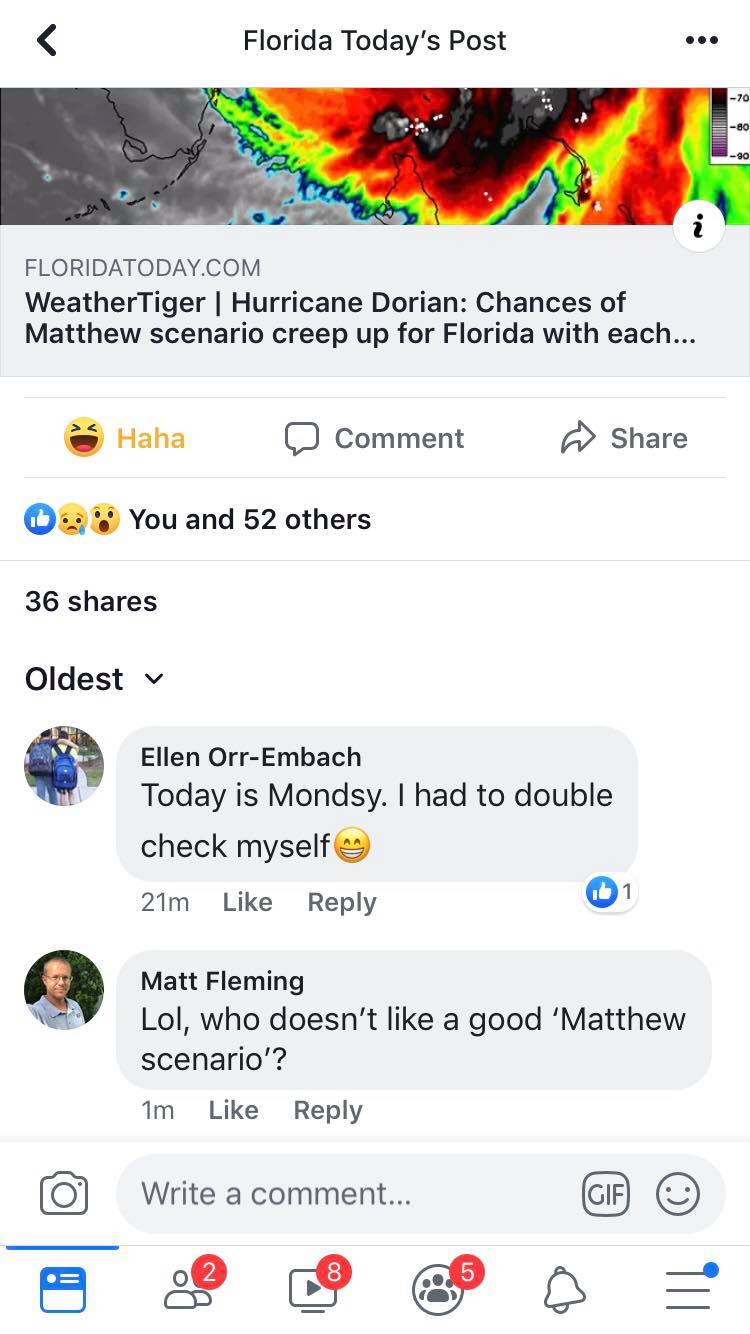 Florida Today’s Post
-70
-80
-90
i
FLORIDATODAY.COM
WeatherTiger | Hurricane Dorian: Chances of
Matthew scenario creep up for Florida with each...
Haha
Comment
Share
You and 52 others
36 shares
Oldest
Ellen Orr-Embach
Today is Mondsy. I had to double
check myself😁
21m Like Reply
1
Matt Fleming
Lol, who doesn’t like a good ‘Matthew
scenario’?
1m Like Reply
Write a comment...
GIF
2
8
5